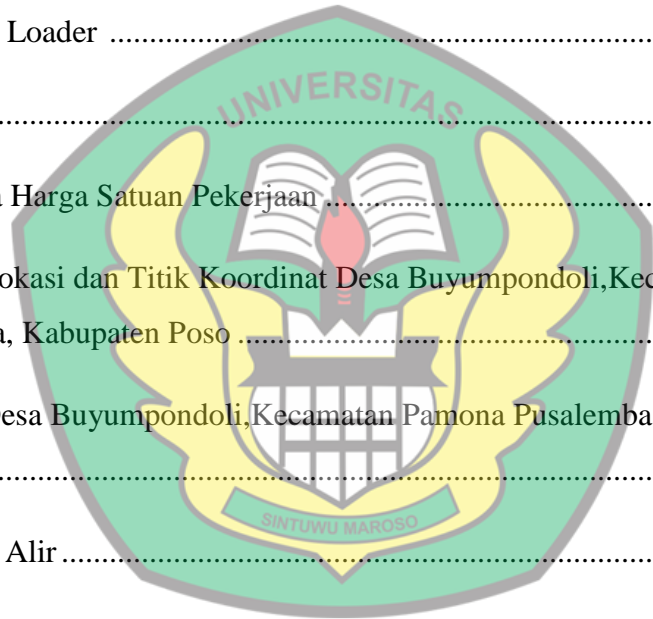 Loader ....................................................................
UNIVERSITAS
................................................................................
Harga Satuan Pekerjaan .........................................
okasi dan Titik Koordinat Desa Buyumpondoli,Kec
a, Kabupaten Poso ...................................................
Desa Buyumpondoli,Kecamatan Pamona Pusalemba
................................................................................
SINTUWU MAROSO
Alir .........................................................................